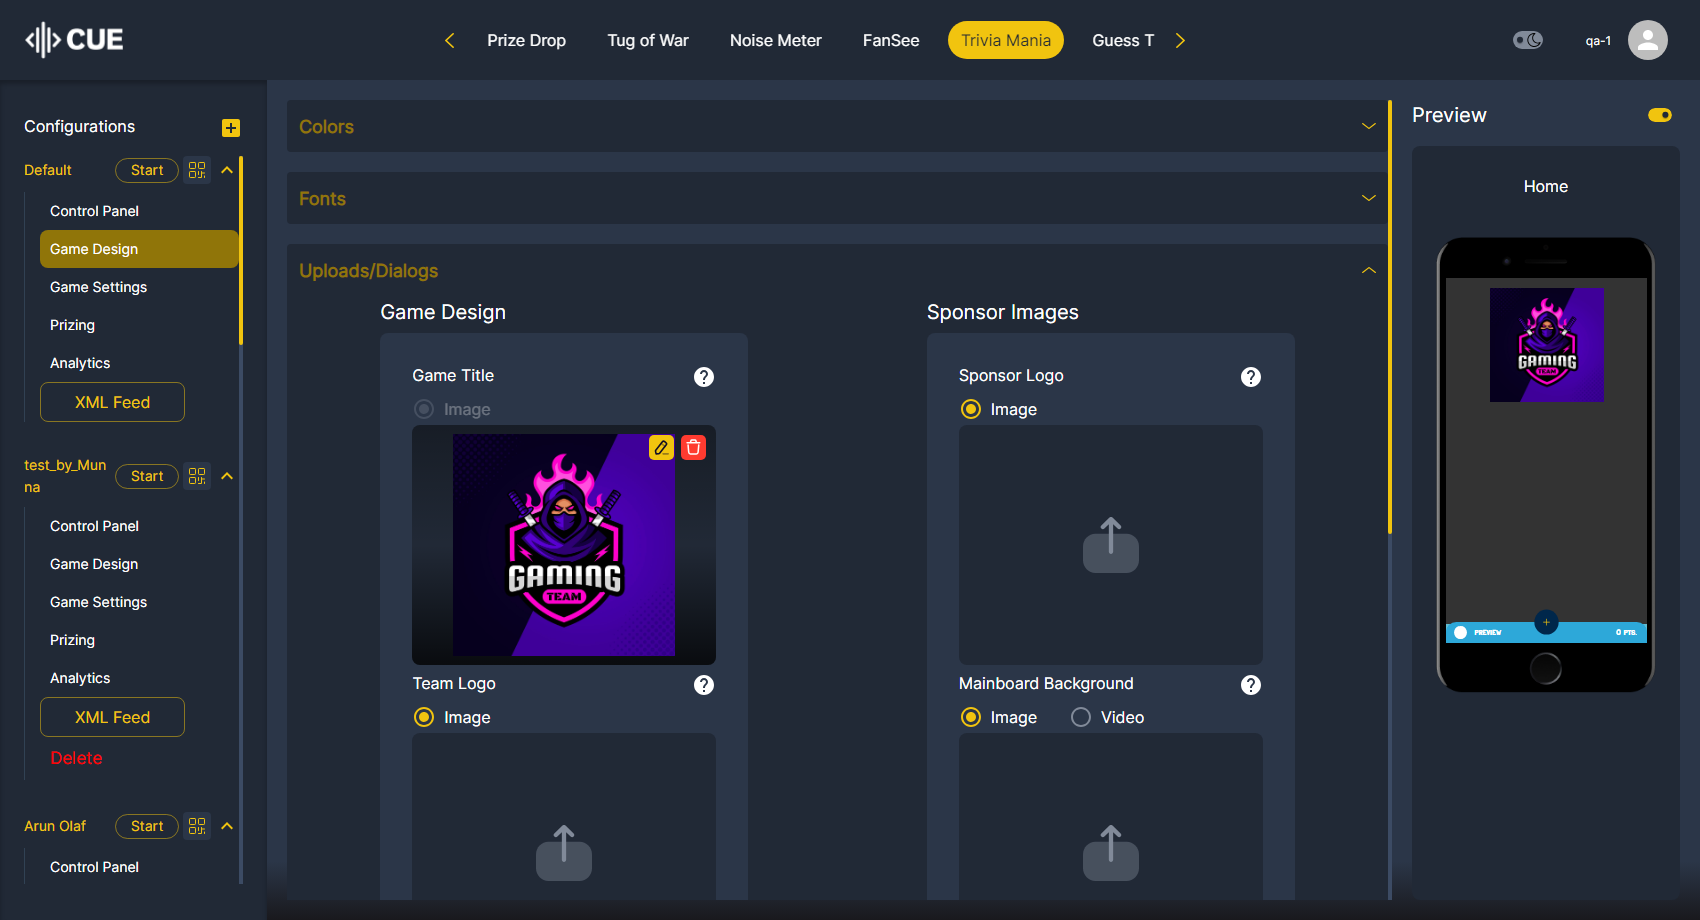 CUE
Prize Drop
Tug of War
Noise Meter
FanSee
Trivia Mania
Guess T
qa-1
Configurations
Default
Start
Control Panel
Game Design
Game Settings
Prizing
Analytics
XML Feed
test_by_Mun
na
Start
Control Panel
Game Design
Game Settings
Prizing
Analytics
XML Feed
Delete
Arun Olaf
Start
Control Panel
Colors
Fonts
Uploads/Dialogs
Game Design
Game Title
Image
GAMING
TEAM
Team Logo
Image
Sponsor Images
Sponsor Logo
Image
Mainboard Background
Image
Video
Preview
Home
GAMING
TEAM
PREVIEW
0 PTS.